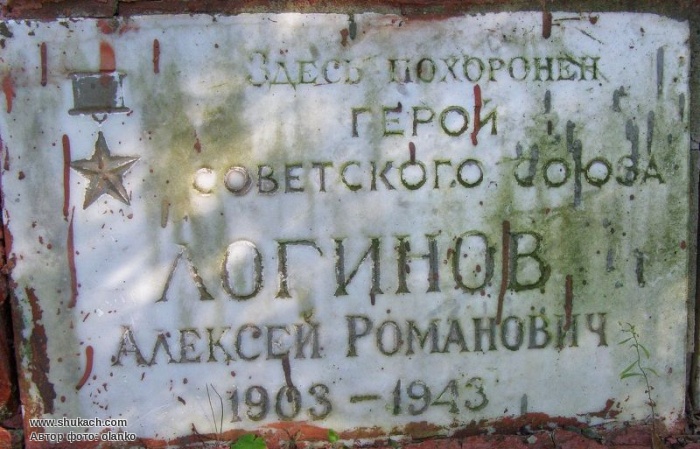 Здесь похоронен
Герой
Советского Союза
Логинов
Алексей Романович
1903 – 1943
www.shukach.com
Автор фото: olanko